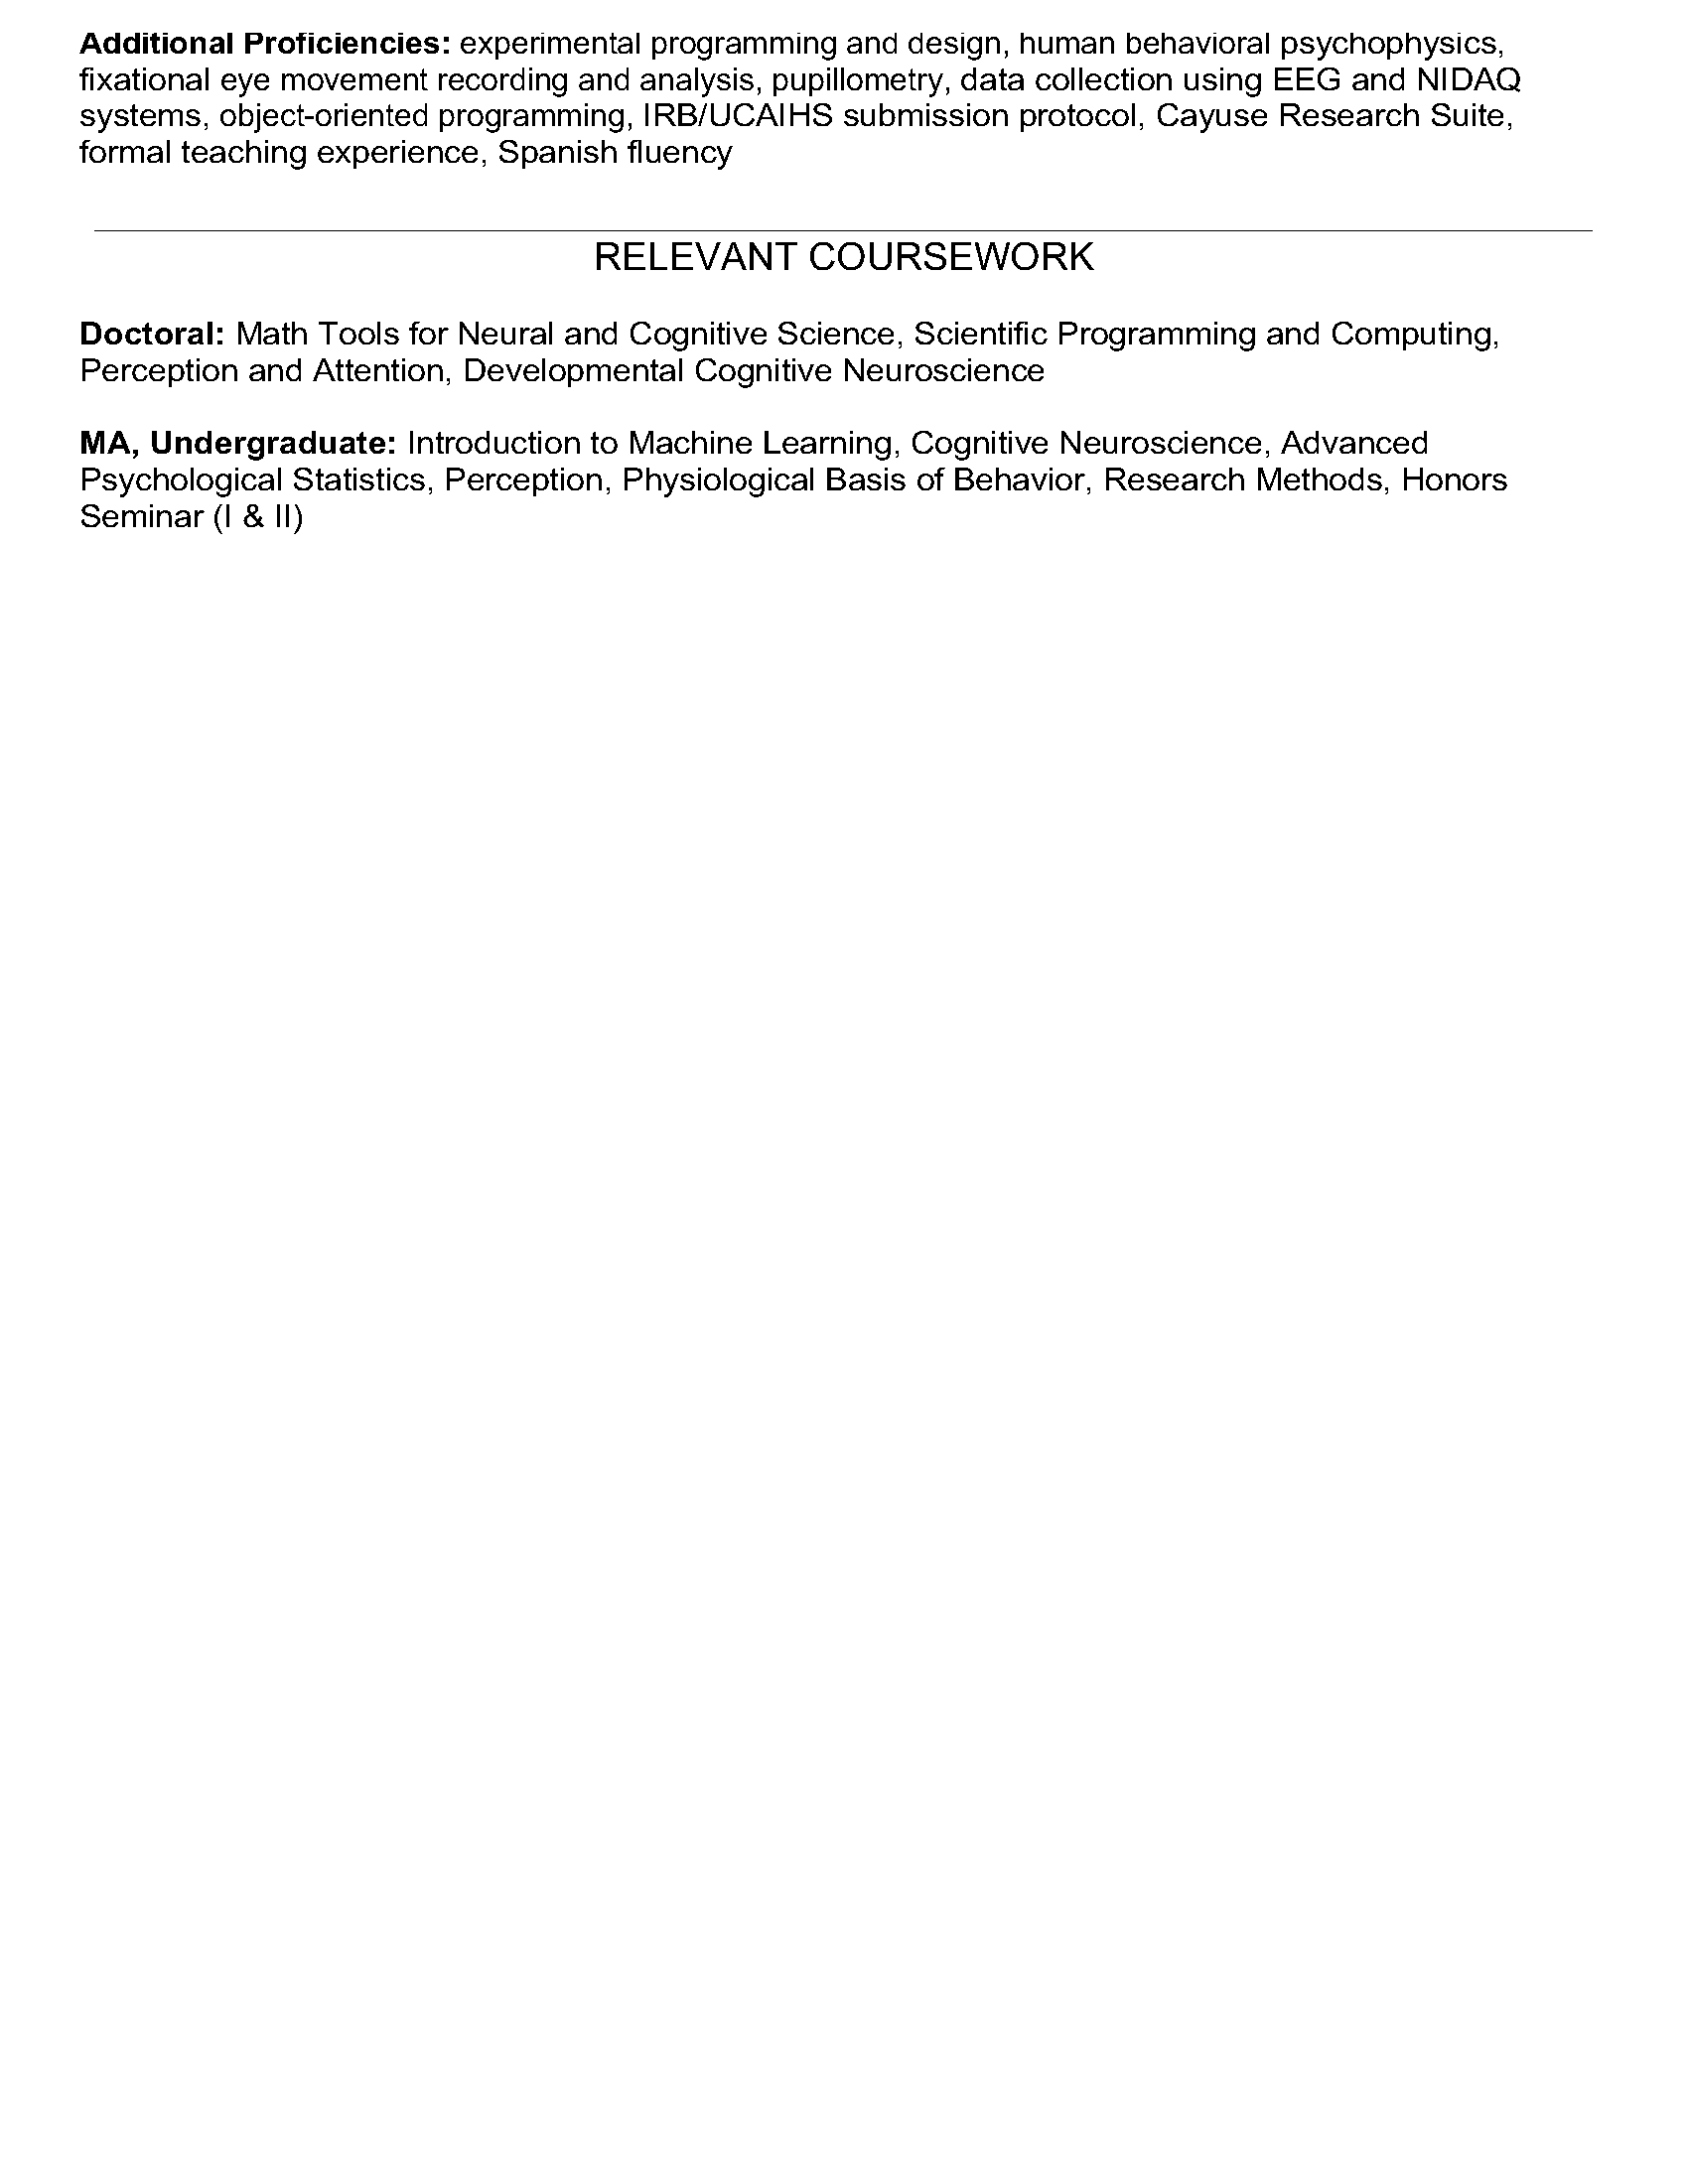 Additional Proficiencies: experimental programming and design, human behavioral psychophysics,
fixational eye movement recording and analysis, pupillometry, data collection using EEG and NIDAQ
systems, object-oriented programming, IRB/UCAIHS submission protocol, Cayuse Research Suite,
formal teaching experience, Spanish fluency
RELEVANT COURSEWORK
Doctoral: Math Tools for Neural and Cognitive Science, Scientific Programming and Computing,
Perception and Attention, Developmental Cognitive Neuroscience
MA, Undergraduate: Introduction to Machine Learning, Cognitive Neuroscience, Advanced
Psychological Statistics, Perception, Physiological Basis of Behavior, Research Methods, Honors
Seminar (I & II)